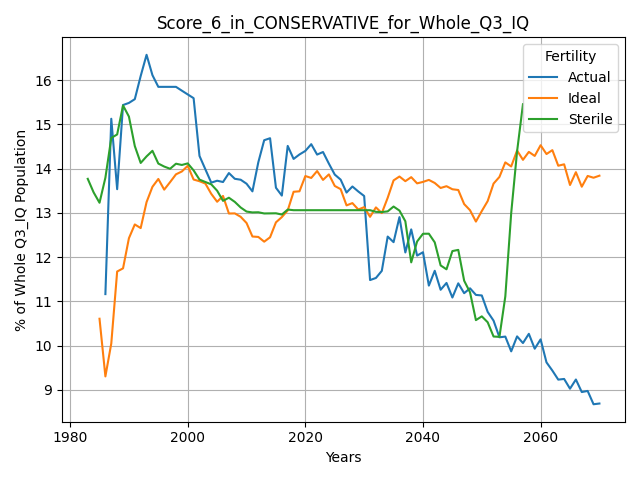 Score_6_in_CONSERVATIVE_for_Whole_Q3_IQ
% of Whole Q3_IQ Population
16
15
14
13
12
11
10
9
1980
2000
2020
2040
2060
Years
Fertility
Actual
Ideal
Sterile